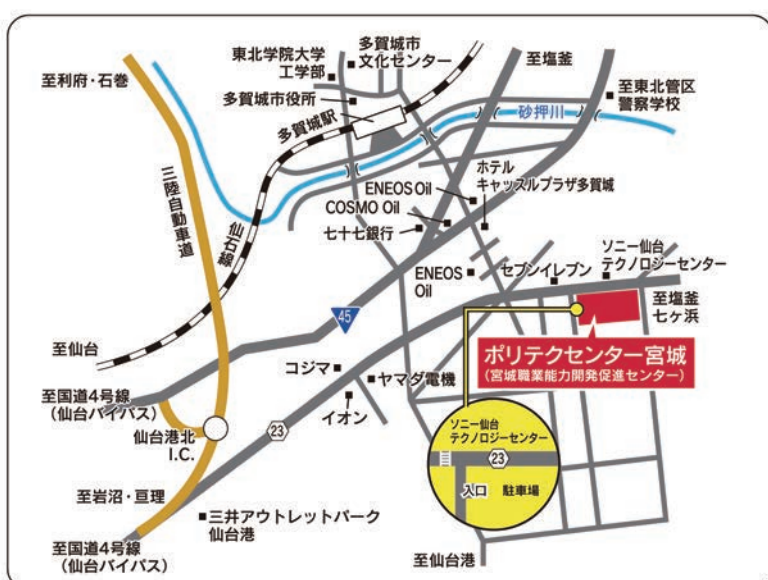 多賀城市
文化センター
東北学院大学
工学部
至塩釜
至利府・石巻
多賀城市役所
至東北管区
警察学校
多賀城駅
砂押川
三陸自動車道
仙石線
ホテル
キャッスルプラザ多賀城
ENEOS Oil
COSMO Oil
七十七銀行
ソニー仙台
テクノロジーセンター
セブンイレブン
ENEOS
Oil
至塩釜
七ヶ浜
45
至仙台
ポリテクセンター宮城
(宮城職業能力開発促進センター)
コジマ
ヤマダ電機
至国道4号線
(仙台バイパス)
イオン
ソニー仙台
テクノロジーセンター
仙台港北
I.C.
23
23
入口
駐車場
至岩沼・亘理
三井アウトレットパーク
仙台港
至国道4号線
(仙台バイパス)
至仙台港